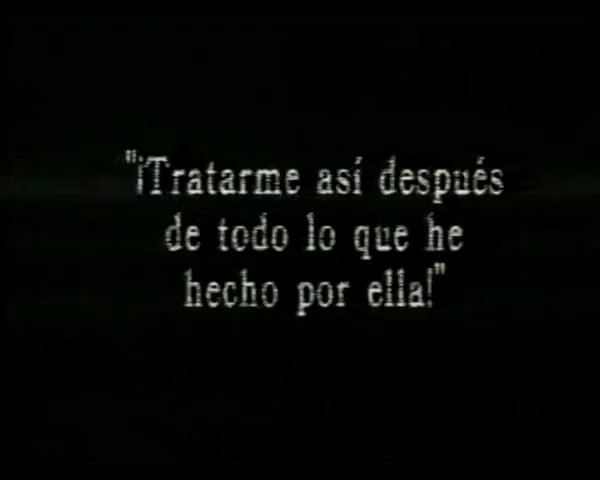 "¡Tratarme así después
de todo lo que he
hecho por ella!"